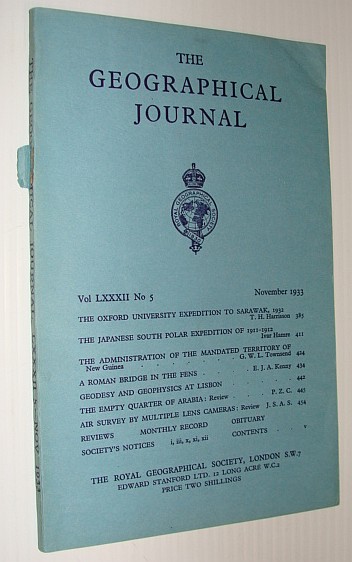 THE
GEOGRAPHICAL
JOURNAL
ROYAL GEOGRAPHICAL SOCIETY
Vol LXXXII No 5 November 1933
THE OXFORD UNIVERSITY EXPEDITION TO SARAWAK, 1932
T. H. Harrisson 385
THE JAPANESE SOUTH POLAR EXPEDITION OF 1911-1912
Ivar Hamre 411
THE ADMINISTRATION OF THE MANDATED TERRITORY OF
New Guinea . . . . . . G. W. L. Townsend 424
A ROMAN BRIDGE IN THE FENS . . E. J. A. Kenny 434
GEODESY AND GEOPHYSICS AT LISBON . . . 442
THE EMPTY QUARTER OF ARABIA: Review . . P. Z. C. 445
AIR SURVEY BY MULTIPLE LENS CAMERAS: Review J. S. A. S. 454
REVIEWS MONTHLY RECORD OBITUARY
SOCIETY'S NOTICES i, iii, x, xi, xii CONTENTS . v
THE ROYAL GEOGRAPHICAL SOCIETY, LONDON S.W.7
EDWARD STANFORD LTD. 12 LONG ACRE W.C.2
PRICE TWO SHILLINGS